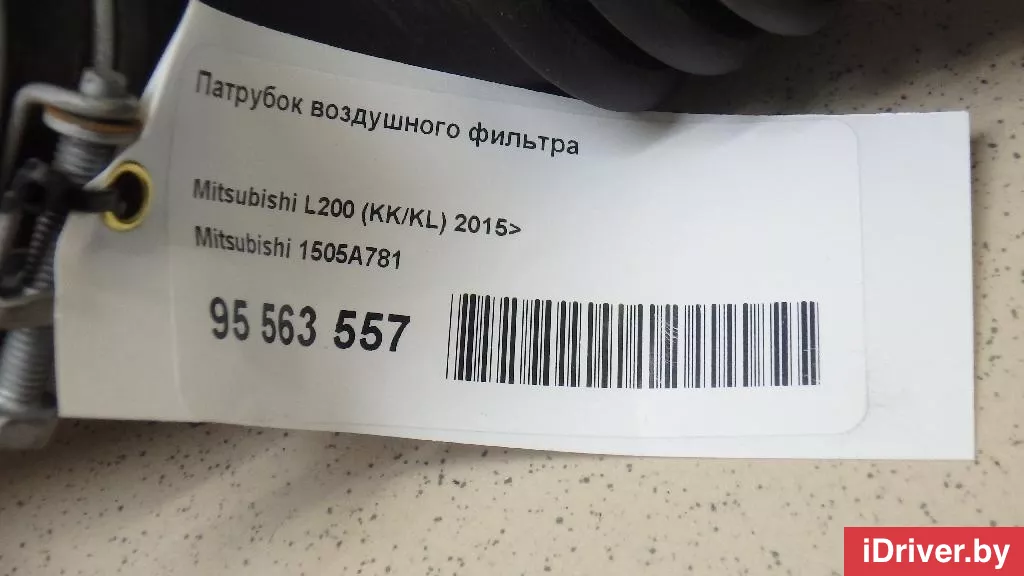 Патрубок воздушного фильтра
Mitsubishi L200 (KK/KL) 2015>
Mitsubishi 1505A781
95 563 557
iDriver.by